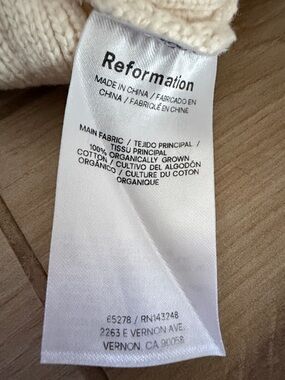 Reformation
MADE IN CHINA / FABRICADO EN
CHINA / FABRIQUÉ EN CHINE
MAIN FABRIC / TEJIDO PRINCIPAL /
TISSU PRINCIPAL
100% ORGANICALLY GROWN
COTTON / CULTIVO DEL ALGODÓN
ORGÁNICO / CULTURE DU COTON
ORGANIQUE
65278 / RN143248
2263 E VERNON AVE.
VERNON, CA 90058